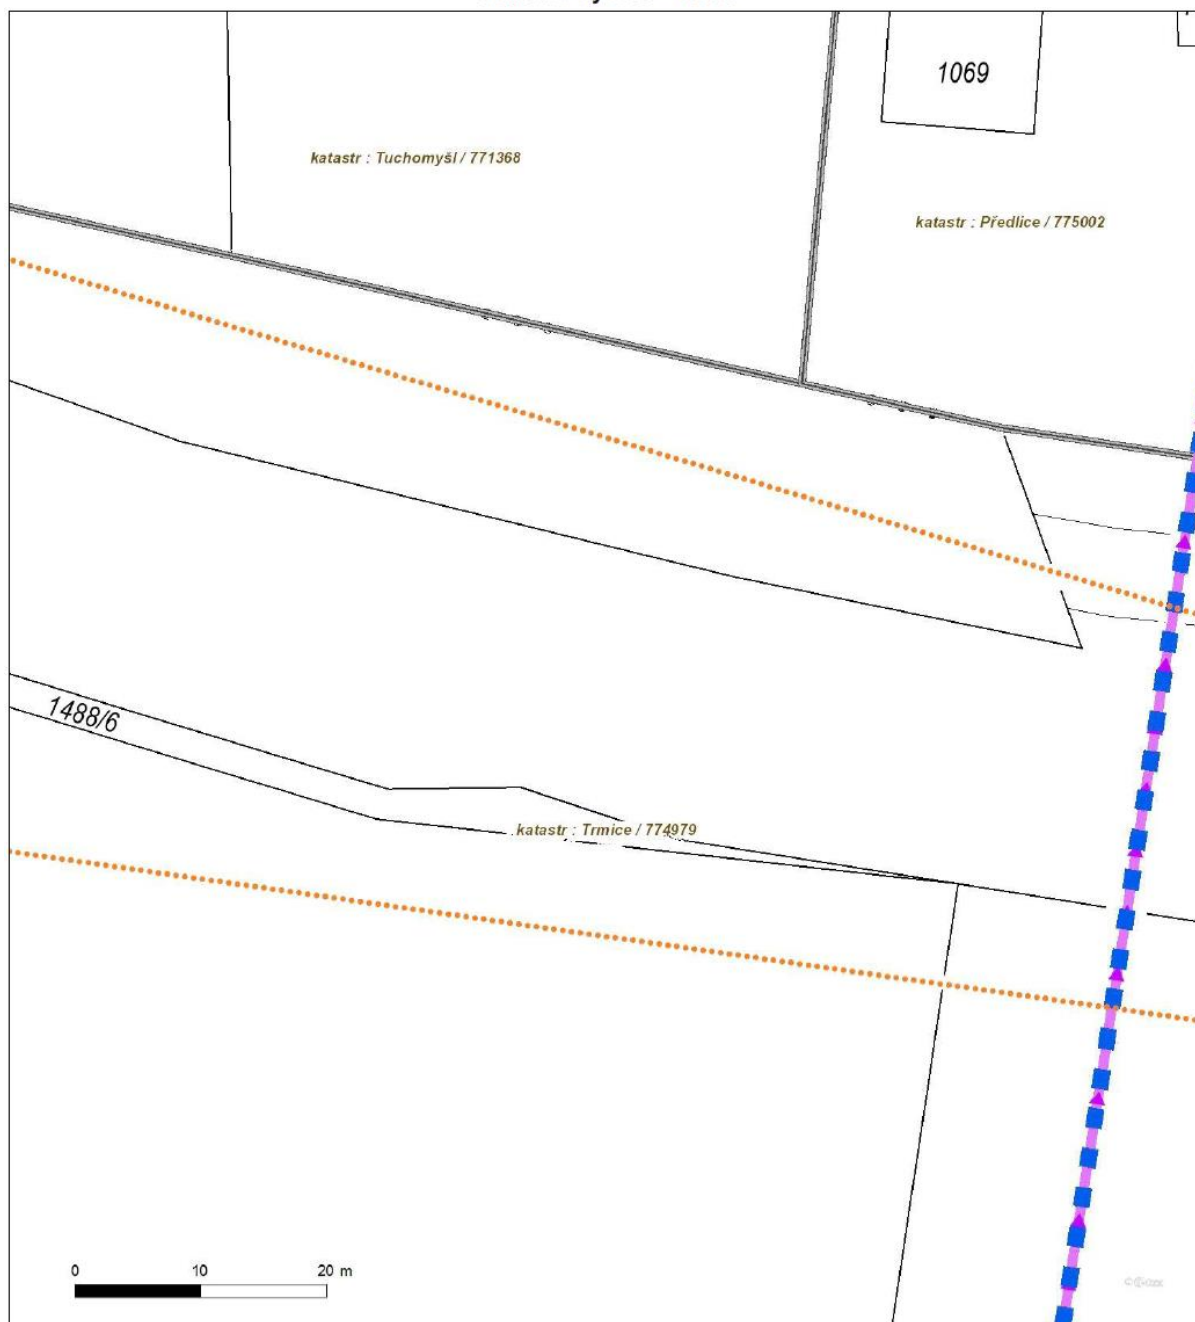 1069
katastr : Tuchomyšl / 771368
katastr : Předlice / 775002
1488/6
katastr : Trmice / 774979
0 10 20 m